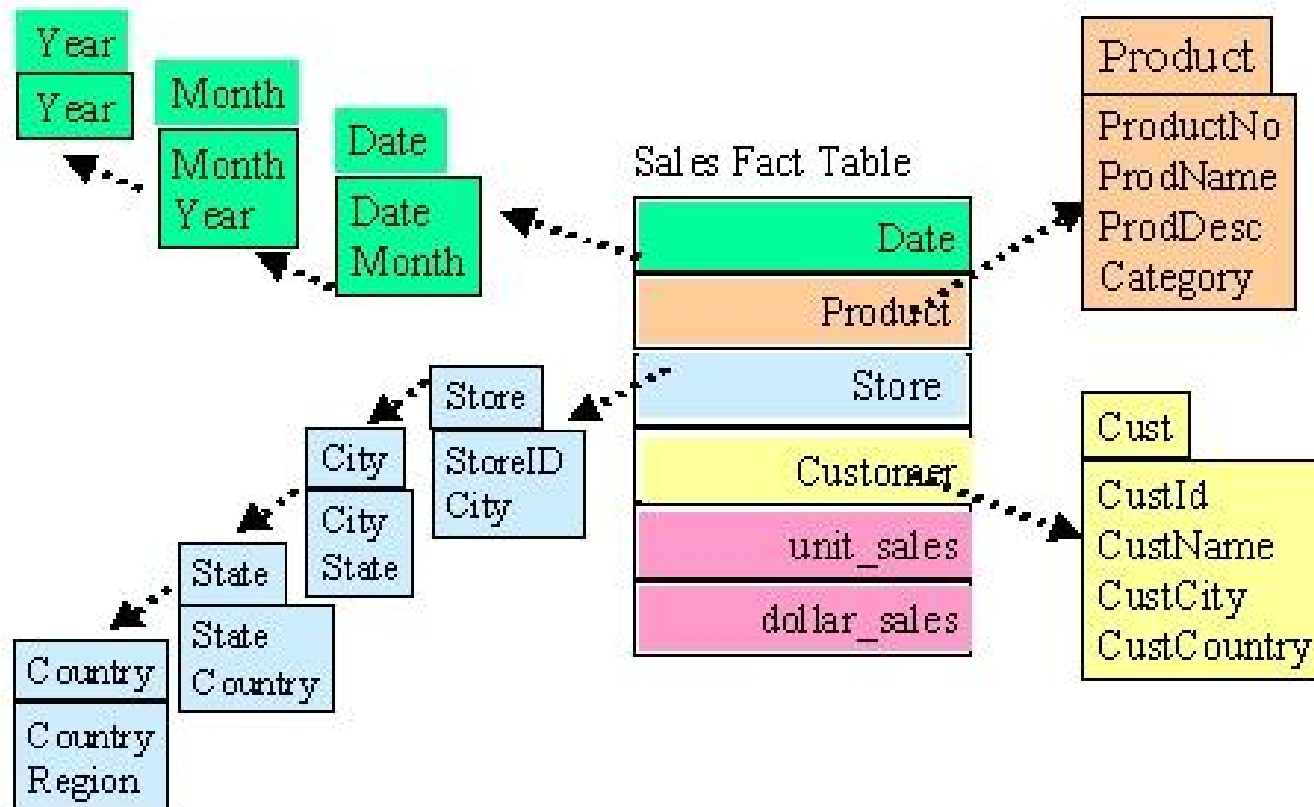 Year
Year
Month
Month
Year
Date
Date
Month
Sales Fact Table
Date
Product
Store
Customer
unit_sales
dollar_sales
Product
ProductNo
ProdName
ProdDesc
Category
Cust
CustId
CustName
CustCity
CustCountry
Store
StoreID
City
City
City
State
State
State
Country
Country
Country
Region